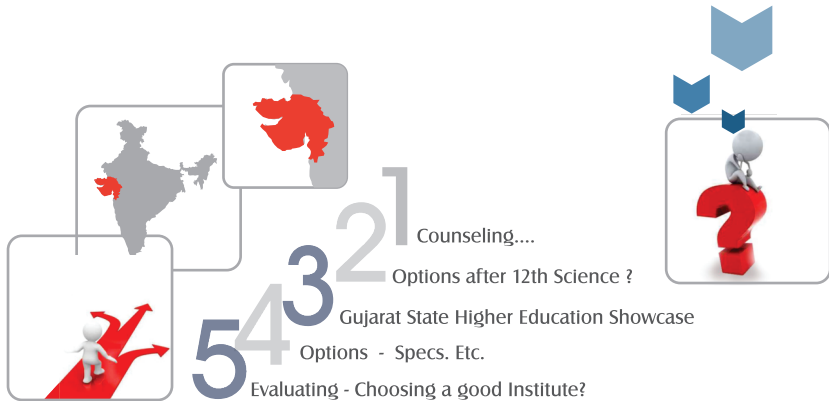 1 Counseling....
2 Options after 12th Science ?
3 Gujarat State Higher Education Showcase
4 Options - Specs. Etc.
5 Evaluating - Choosing a good Institute?